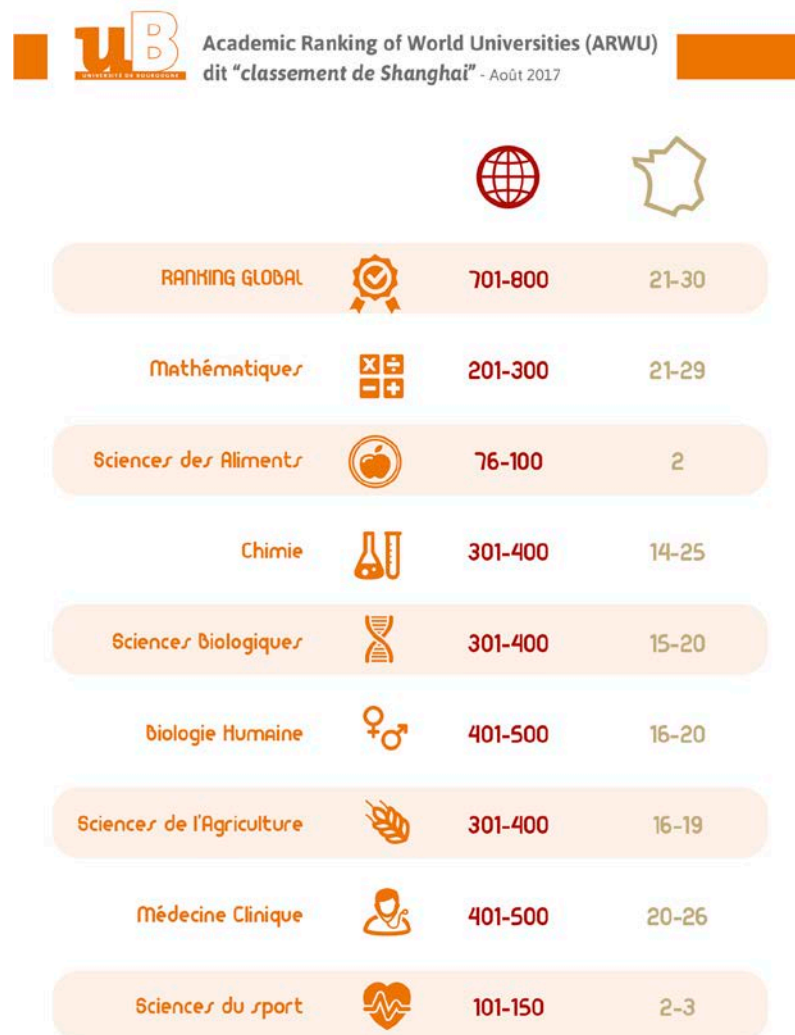 uB
UNIVERSITÉ DE BOURGOGNE
Academic Ranking of World Universities (ARWU)
dit "classement de Shanghai" - Août 2017
RANKING GLOBAL 701-800 21-30
Mathématiques 201-300 21-29
Sciences des Aliments 76-100 2
Chimie 301-400 14-25
Sciences Biologiques 301-400 15-20
Biologie Humaine 401-500 16-20
Sciences de l'Agriculture 301-400 16-19
Médecine Clinique 401-500 20-26
Sciences du sport 101-150 2-3